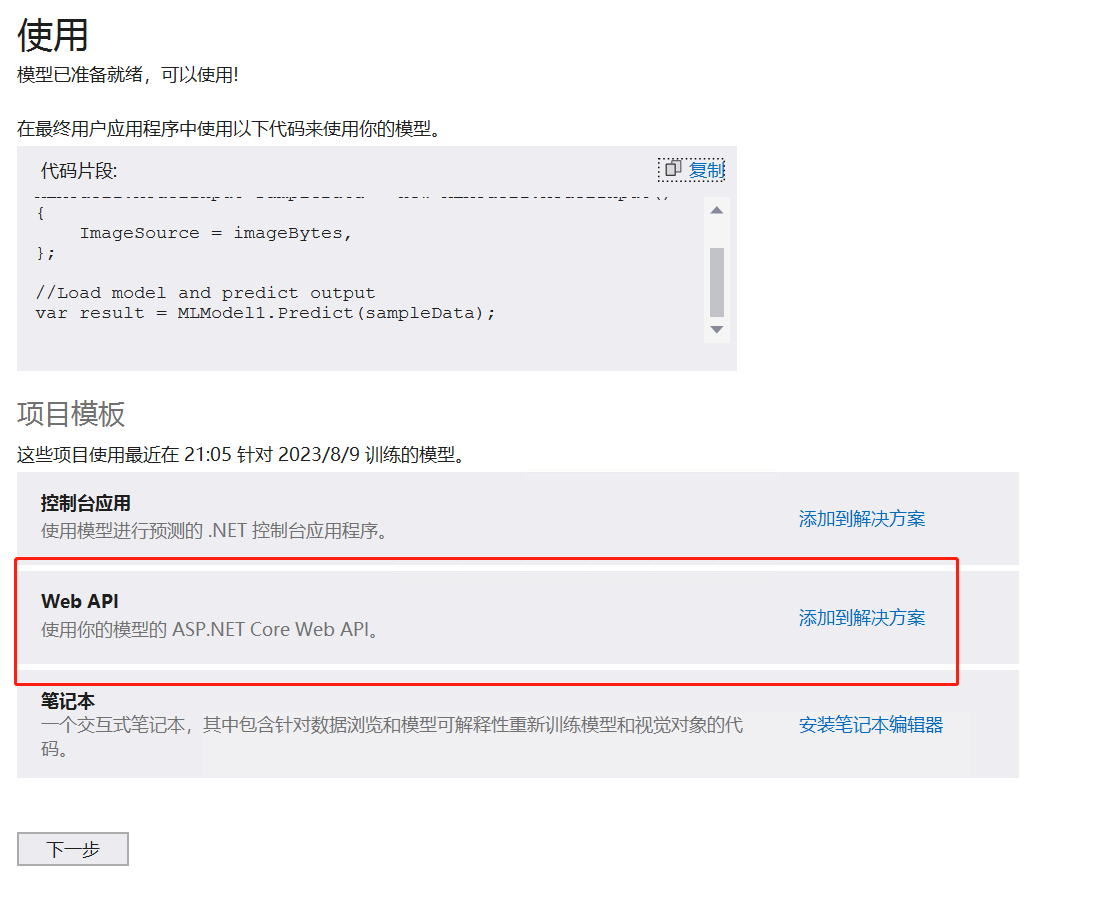 使用
模型已准备就绪，可以使用!
在最终用户应用程序中使用以下代码来使用你的模型。
代码片段:
复制
{
ImageSource = imageBytes,
};
//Load model and predict output
var result = MLModel1.Predict(sampleData);
项目模板
这些项目使用最近在 21:05 针对 2023/8/9 训练的模型。
控制台应用
使用模型进行预测的 .NET 控制台应用程序。
添加到解决方案
Web API
使用你的模型的 ASP.NET Core Web API。
添加到解决方案
笔记本
一个交互式笔记本，其中包含针对数据浏览和模型可解释性重新训练模型和视觉对象的代
码。
安装笔记本编辑器
下一步